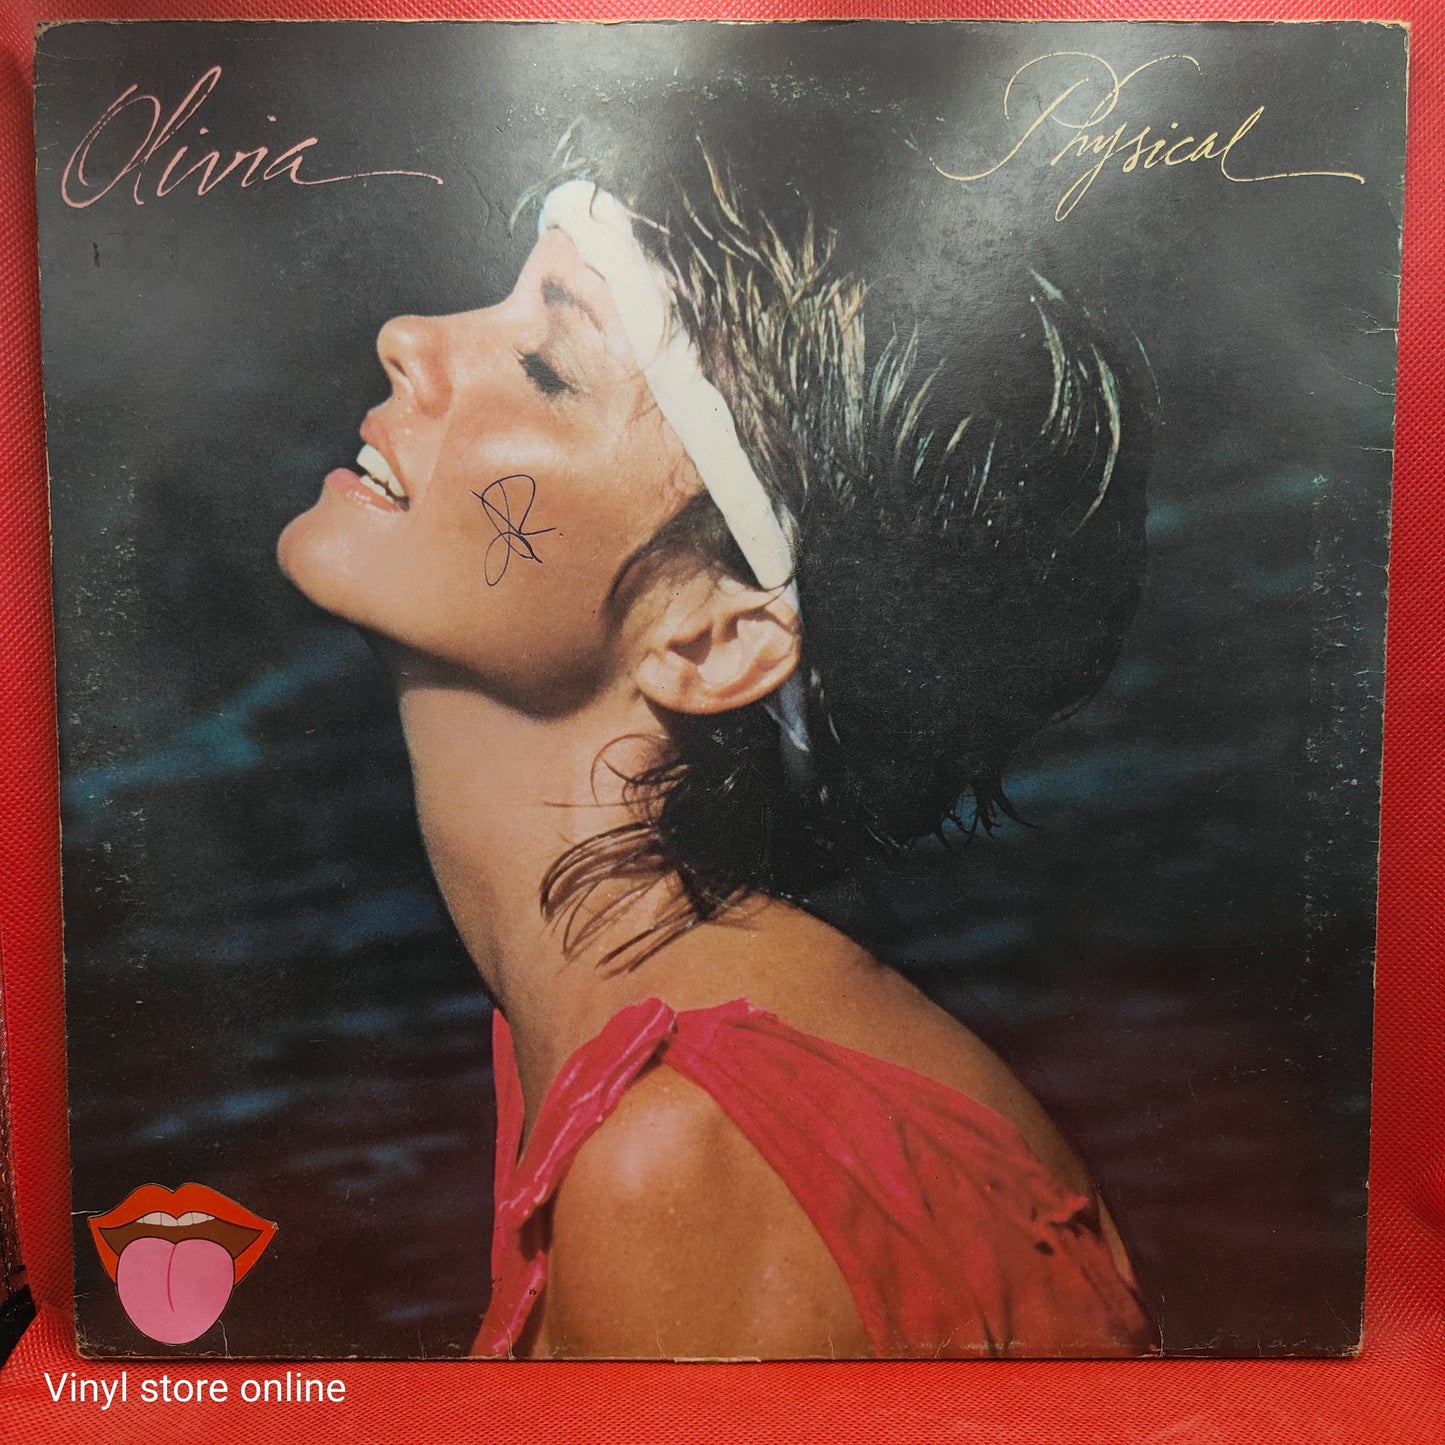 Olivia
Physical
Vinyl store online